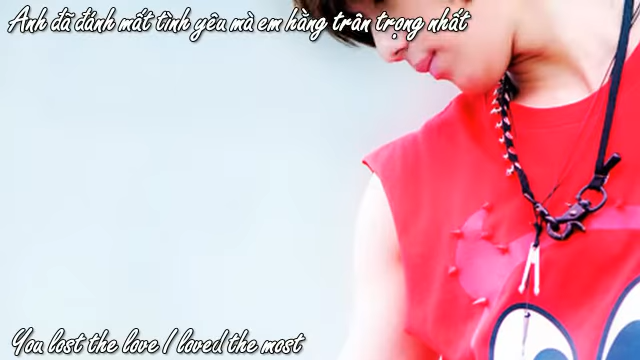 Anh đã đánh mất tình yêu mà em hằng trân trọng nhất
You lost the love I loved the most